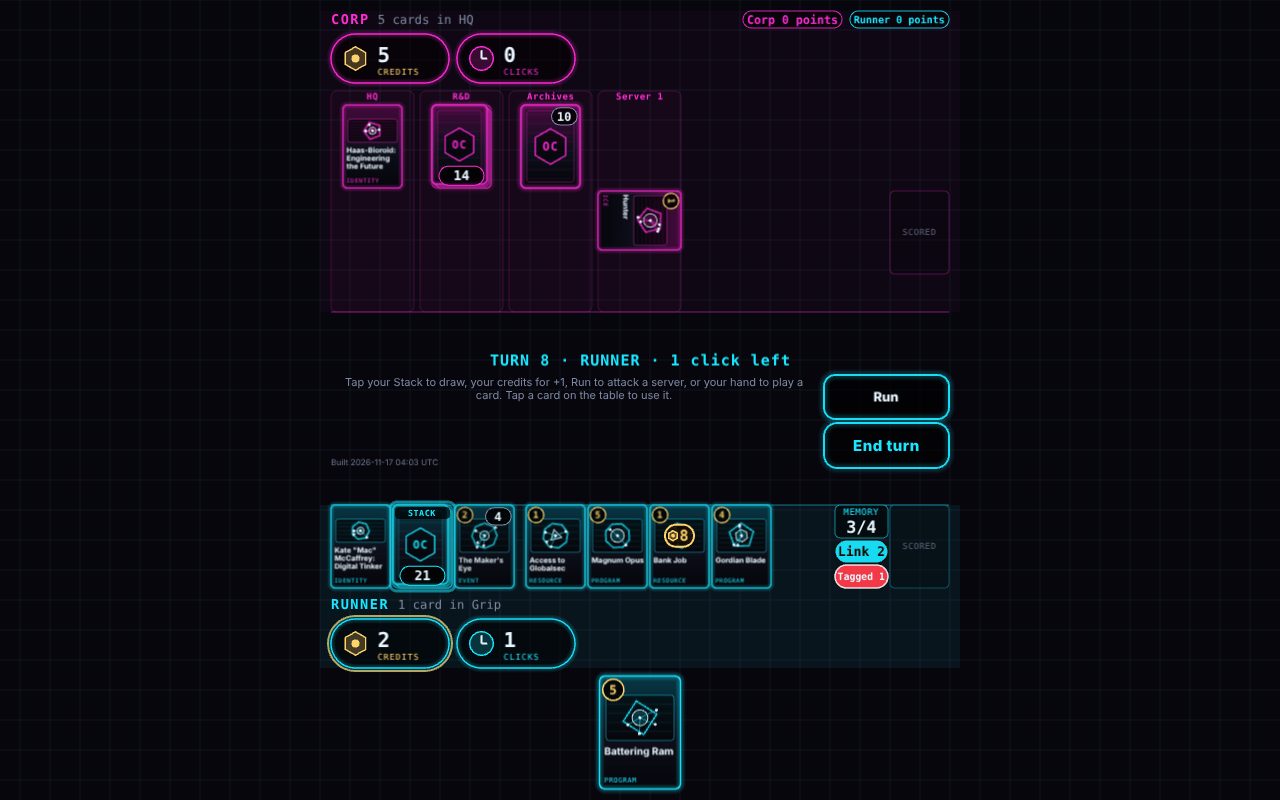 CORP 5 cards in HQ
Corp 0 points
Runner 0 points
5
CREDITS
0
CLICKS
HQ
R&D
Archives
Server 1
Haas-Bioroid:
Engineering
the Future
IDENTITY
OC
14
10
OC
Hunter
ICE
1
SCORED
TURN 8 · RUNNER · 1 click left
Tap your Stack to draw, your credits for +1, Run to attack a server, or your hand to play a
card. Tap a card on the table to use it.
Run
End turn
Built 2026-11-17 04:03 UTC
Kate "Mac"
McCaffrey:
Digital Tinker
IDENTITY
STACK
OC
21
2
4
The Maker's
Eye
EVENT
1
Access to
Globalsec
RESOURCE
5
Magnum Opus
PROGRAM
1
8
Bank Job
RESOURCE
4
Gordian Blade
PROGRAM
MEMORY
3/4
Link 2
Tagged 1
SCORED
RUNNER 1 card in Grip
2
CREDITS
1
CLICKS
5
Battering Ram
PROGRAM